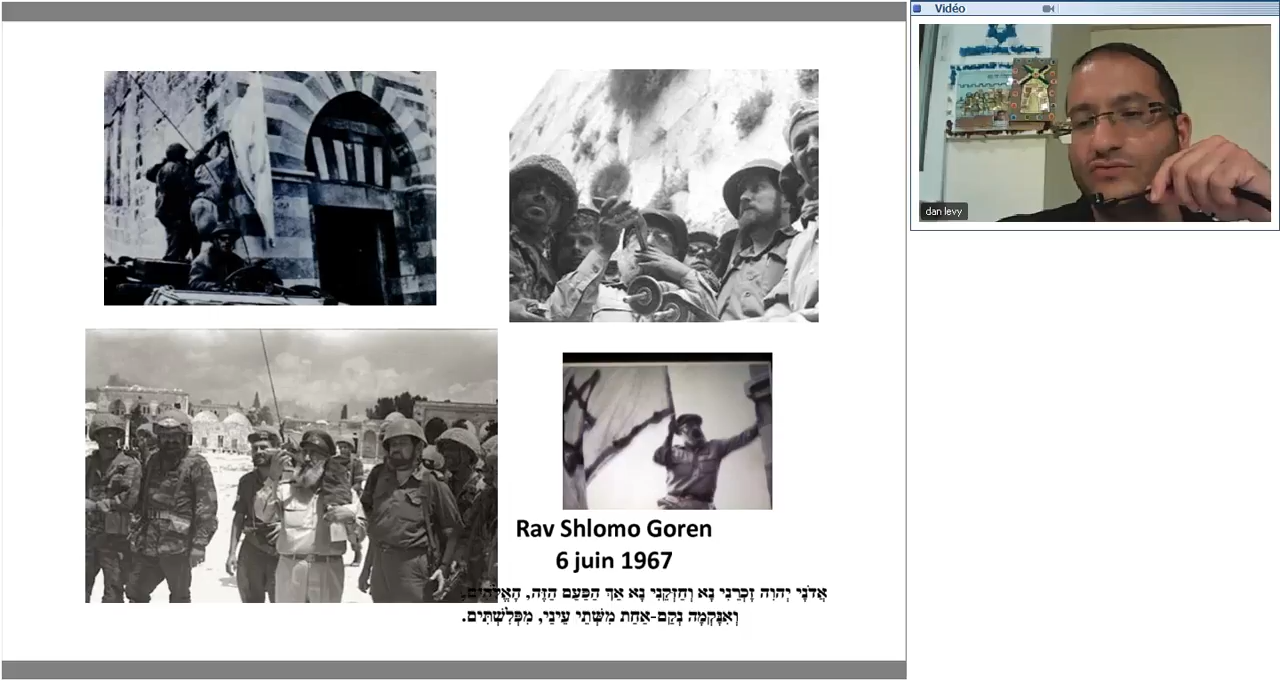 Vidéo
dan levy
Rav Shlomo Goren
6 juin 1967
אֲדֹנָי יְהוִה זָכְרֵנִי נָא וְחַזְּקֵנִי נָא אַךְ הַפַּעַם הַזֶּה, הָאֱלֹהִים,
וְאִנָּקְמָה נְקַם-אַחַת מִשְּׁתֵי עֵינַי, מִפְּלִשְׁתִּים.